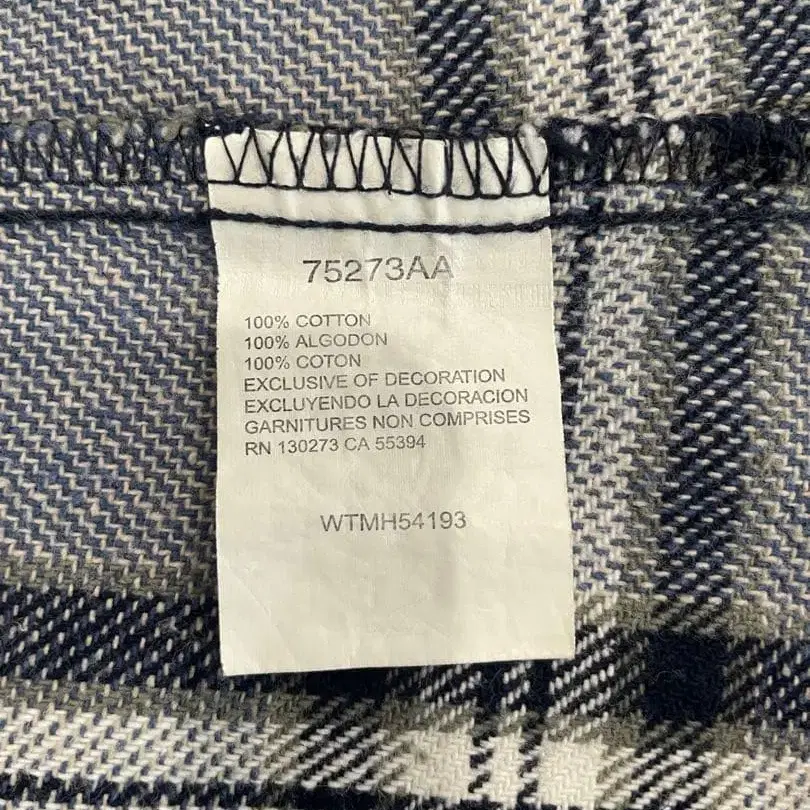 75273AA
100% COTTON
100% ALGODON
100% COTON
EXCLUSIVE OF DECORATION
EXCLUYENDO LA DECORACION
GARNITURES NON COMPRISES
RN 130273 CA 55394
WTMH54193